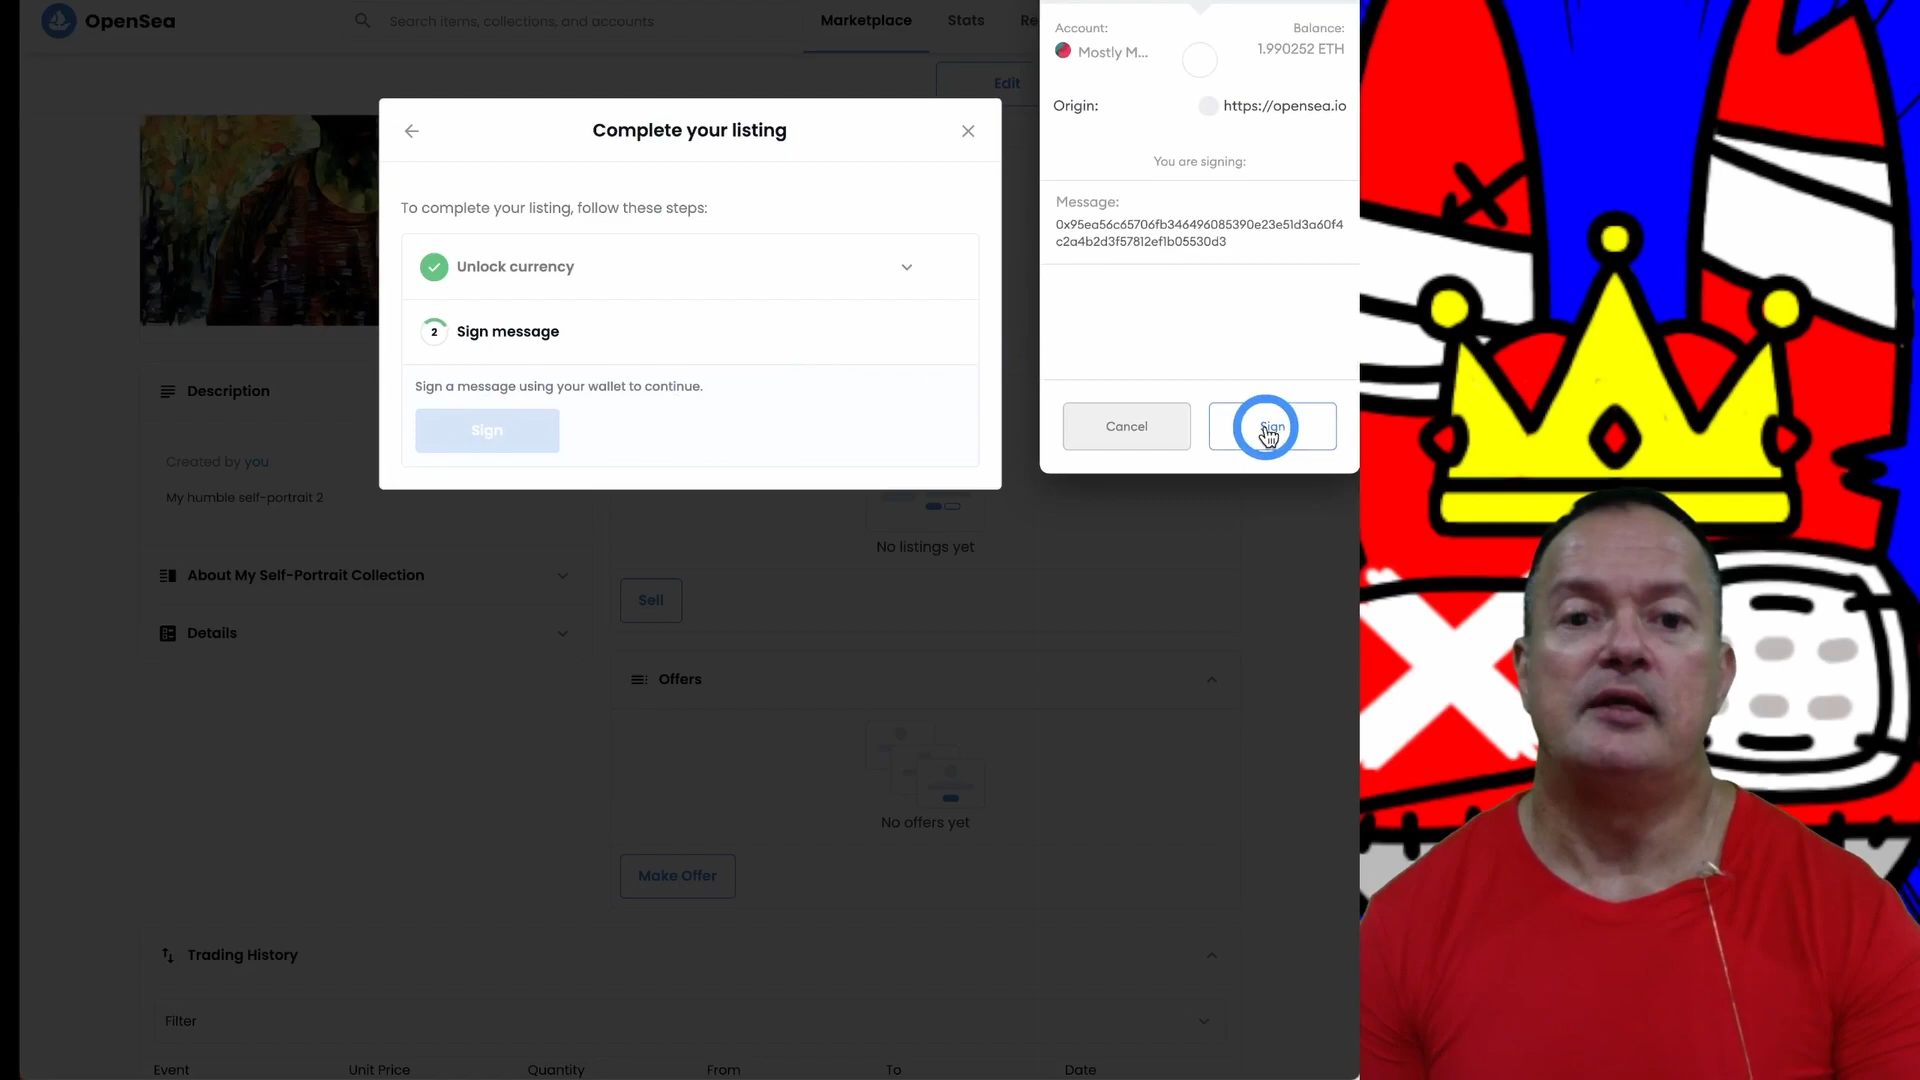 OpenSea
Search items, collections, and accounts
Marketplace
Stats
Re
Edit
Account:
Balance:
Mostly M...
1.990252 ETH
Origin:
https://opensea.io
You are signing:
Message:
0x95ea56c65706fb346496085390e23e51d3a60f4
c2a4b2d3f57812ef1b05530d3
Cancel
Sign
Complete your listing
To complete your listing, follow these steps:
Unlock currency
2
Sign message
Sign a message using your wallet to continue.
Sign
Description
Created by you
My humble self-portrait 2
About My Self-Portrait Collection
Details
No listings yet
Sell
Offers
No offers yet
Make Offer
Trading History
Filter
Event
Unit Price
Quantity
From
To
Date